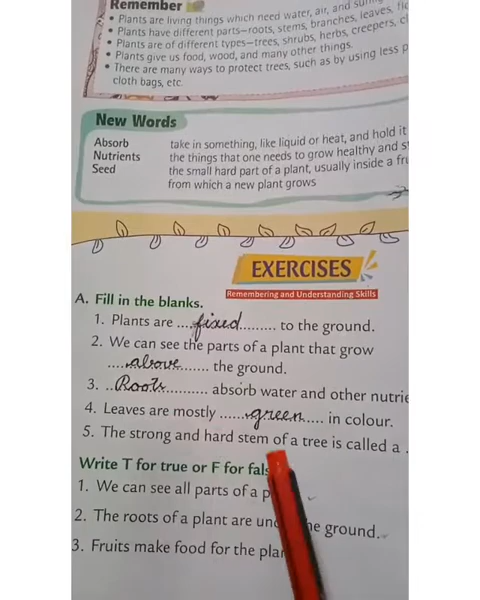 Remember
• Plants are living things which need water, air, and
• Plants have different parts—roots, stems, branches, leaves,
• Plants are of different types—trees, shrubs, herbs, creepers,
• Plants give us food, wood, and many other things.
• There are many ways to protect trees, such as by using less
cloth bags, etc.
New Words
Absorb take in something, like liquid or heat, and hold it
Nutrients the things that one needs to grow healthy and
Seed the small hard part of a plant, usually inside a
from which a new plant grows
EXERCISES
Remembering and Understanding Skills
A. Fill in the blanks.
1. Plants are ....fixed......... to the ground.
2. We can see the parts of a plant that grow
....above....... the ground.
3. ..Roots........... absorb water and other
4. Leaves are mostly ......green.... in colour.
5. The strong and hard stem of a tree is called a .
Write T for true or F for
1. We can see all parts of a
2. The roots of a plant are ground.
3. Fruits make food for the